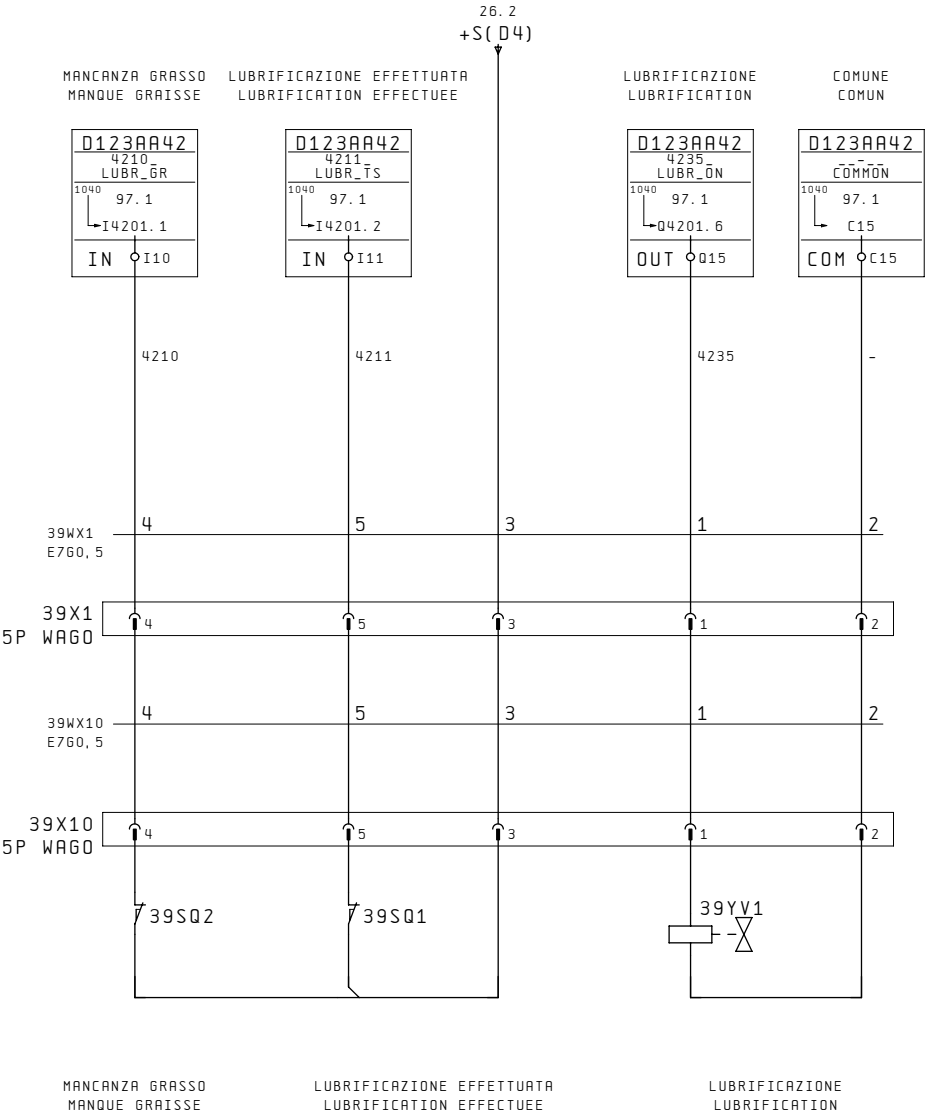 26.2
+S(D4)
MANCANZA GRASSO LUBRIFICAZIONE EFFETTUATA LUBRIFICAZIONE COMUNE
MANQUE GRAISSE LUBRIFICATION EFFECTUEE LUBRIFICATION COMUN
D123AA42 D123AA42 D123AA42 D123AA42
4210_ 4211_ 4235_ __-__
LUBR_GR LUBR_TS LUBR_ON COMMON
1040 1040 1040 1040
97.1 97.1 97.1 97.1
I4201.1 I4201.2 Q4201.6 C15
IN I10 IN I11 OUT Q15 COM C15
4210 4211 4235 -
4 5 3 1 2
39WX1
E7G0,5
39X1
4 5 3 1 2
5P WAGO
4 5 3 1 2
39WX10
E7G0,5
39X10
4 5 3 1 2
5P WAGO
39SQ2 39SQ1 39YV1
MANCANZA GRASSO LUBRIFICAZIONE EFFETTUATA LUBRIFICAZIONE
MANQUE GRAISSE LUBRIFICATION EFFECTUEE LUBRIFICATION